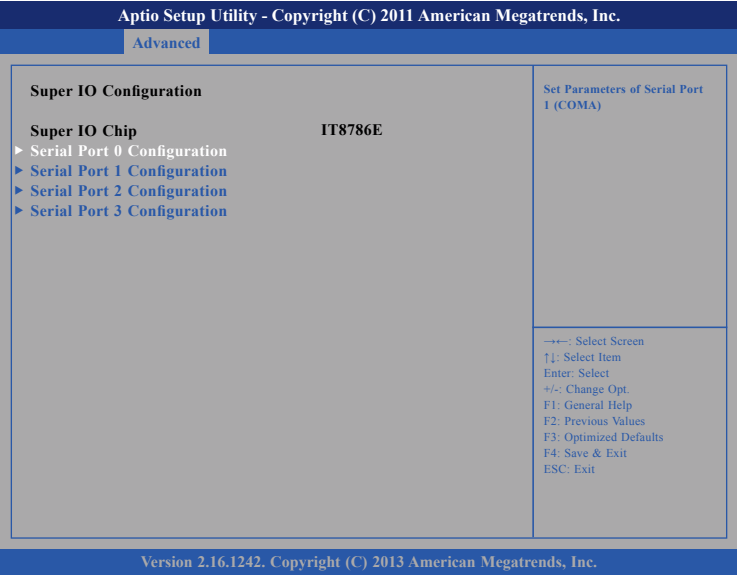 Aptio Setup Utility - Copyright (C) 2011 American Megatrends, Inc.
Advanced
Super IO Configuration
Super IO Chip IT8786E
▶ Serial Port 0 Configuration
▶ Serial Port 1 Configuration
▶ Serial Port 2 Configuration
▶ Serial Port 3 Configuration
Set Parameters of Serial Port
1 (COMA)
→←: Select Screen
↑↓: Select Item
Enter: Select
+/-: Change Opt.
F1: General Help
F2: Previous Values
F3: Optimized Defaults
F4: Save & Exit
ESC: Exit
Version 2.16.1242. Copyright (C) 2013 American Megatrends, Inc.